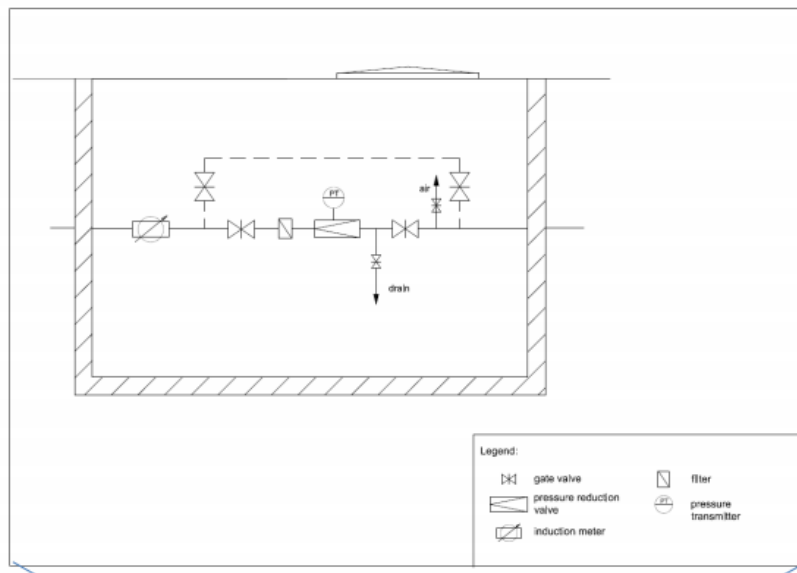 PT
air
drain
Legend:
gate valve
filter
pressure reduction
valve
PT
pressure
transmitter
induction meter